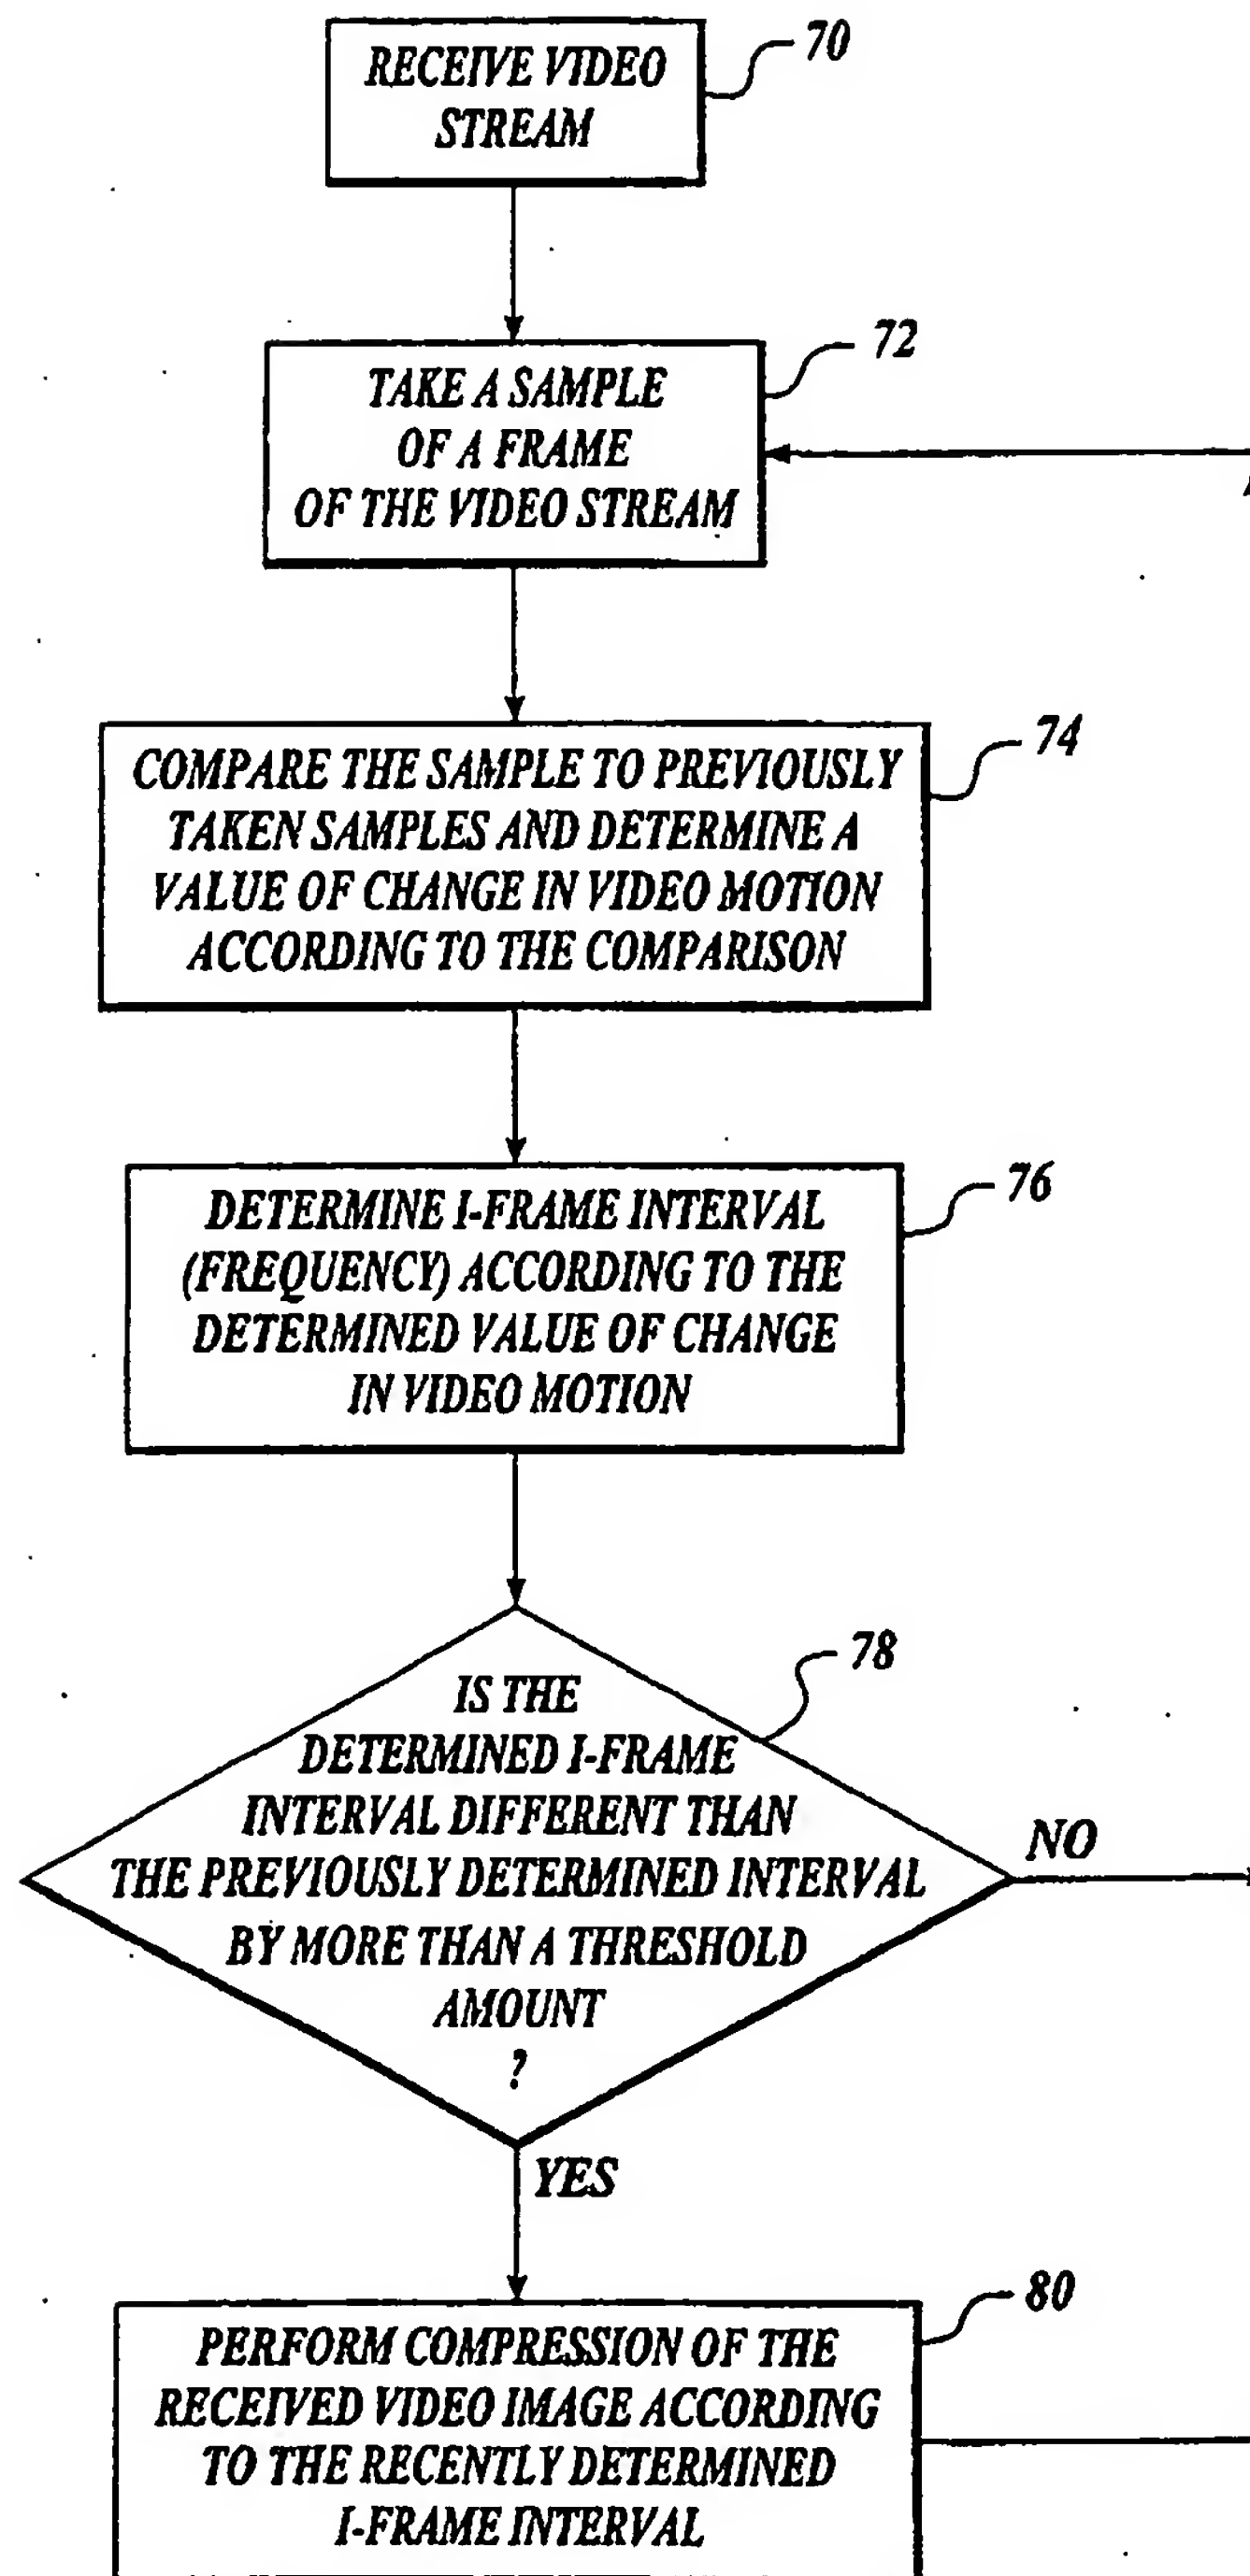 RECEIVE VIDEO
STREAM
70
TAKE A SAMPLE
OF A FRAME
OF THE VIDEO STREAM
72
COMPARE THE SAMPLE TO PREVIOUSLY
TAKEN SAMPLES AND DETERMINE A
VALUE OF CHANGE IN VIDEO MOTION
ACCORDING TO THE COMPARISON
74
DETERMINE I-FRAME INTERVAL
(FREQUENCY) ACCORDING TO THE
DETERMINED VALUE OF CHANGE
IN VIDEO MOTION
76
IS THE
DETERMINED I-FRAME
INTERVAL DIFFERENT THAN
THE PREVIOUSLY DETERMINED INTERVAL
BY MORE THAN A THRESHOLD
AMOUNT
?
78
NO
YES
PERFORM COMPRESSION OF THE
RECEIVED VIDEO IMAGE ACCORDING
TO THE RECENTLY DETERMINED
I-FRAME INTERVAL
80